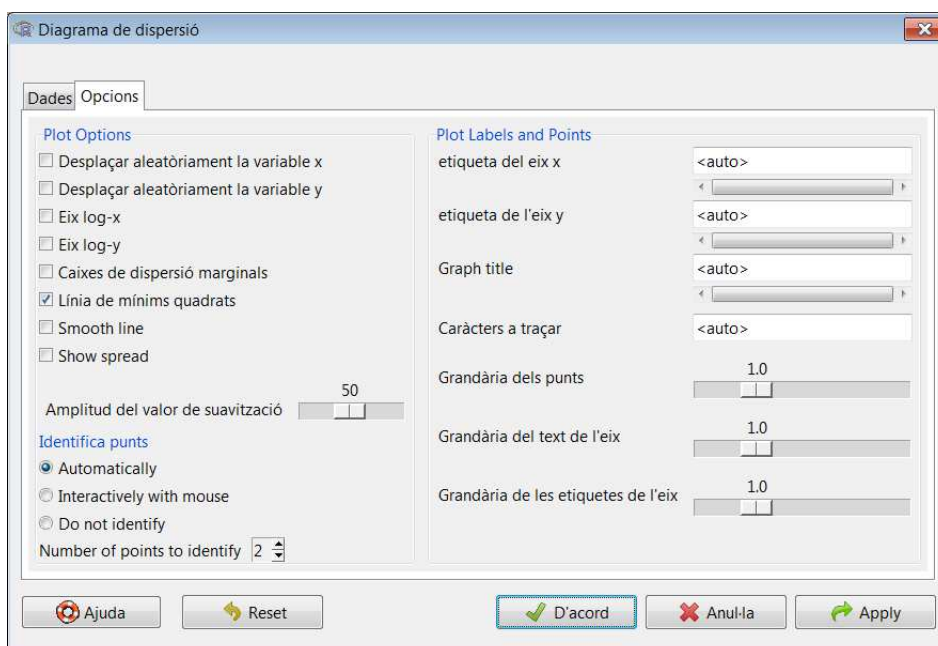 Diagrama de dispersió
Dades
Opcions
Plot Options
Desplaçar aleatòriament la variable x
Desplaçar aleatòriament la variable y
Eix log-x
Eix log-y
Caixes de dispersió marginals
Línia de mínims quadrats
Smooth line
Show spread
50
Amplitud del valor de suavització
Identifica punts
Automatically
Interactively with mouse
Do not identify
Number of points to identify 2
Plot Labels and Points
etiqueta del eix x <auto>
etiqueta de l'eix y <auto>
Graph title <auto>
Caràcters a traçar <auto>
1.0
Grandària dels punts
1.0
Grandària del text de l'eix
1.0
Grandària de les etiquetes de l'eix
Ajuda
Reset
D'acord
Anul·la
Apply